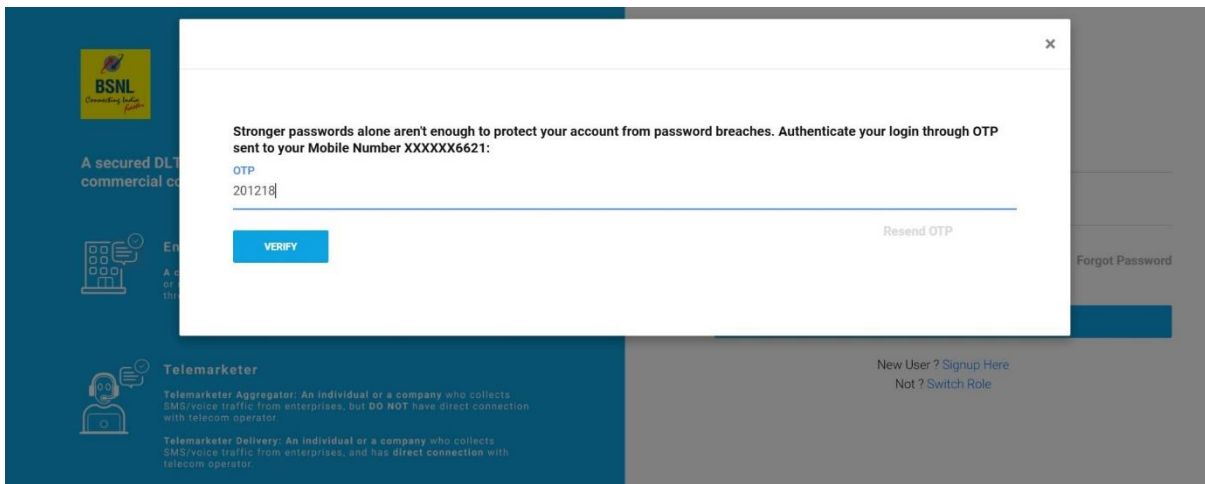 ×
BSNL
Connecting India
Faster
A secured DLT
commercial co
En
A c
or
thr
Stronger passwords alone aren't enough to protect your account from password breaches. Authenticate your login through OTP
sent to your Mobile Number XXXXXX6621:
OTP
201218
Resend OTP
VERIFY
Forgot Password
Telemarketer
Telemarketer Aggregator: An individual or a company who collects
SMS/voice traffic from enterprises, but DO NOT have direct connection
with telecom operator.
Telemarketer Delivery: An individual or a company who collects
SMS/voice traffic from enterprises, and has direct connection with
telecom operator.
New User ? Signup Here
Not ? Switch Role